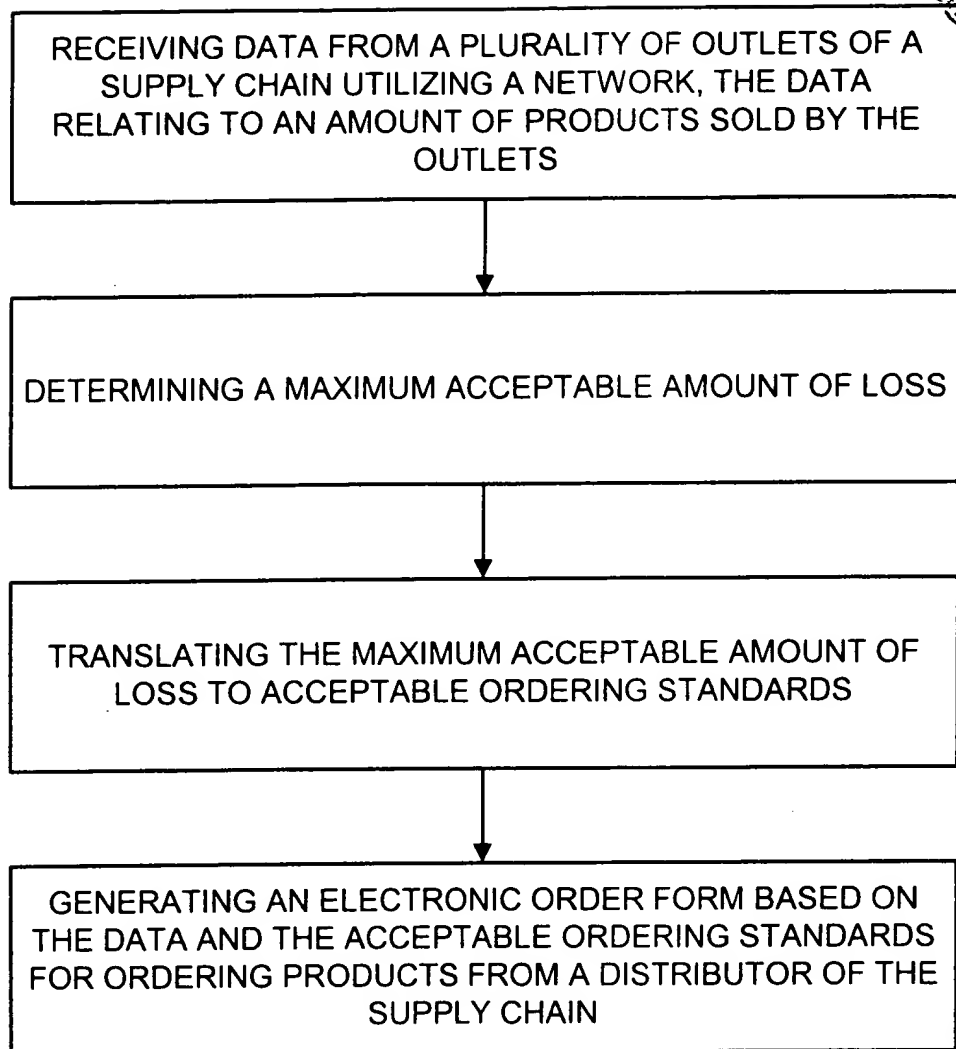 RECEIVING DATA FROM A PLURALITY OF OUTLETS OF A
SUPPLY CHAIN UTILIZING A NETWORK, THE DATA
RELATING TO AN AMOUNT OF PRODUCTS SOLD BY THE
OUTLETS
DETERMINING A MAXIMUM ACCEPTABLE AMOUNT OF LOSS
TRANSLATING THE MAXIMUM ACCEPTABLE AMOUNT OF
LOSS TO ACCEPTABLE ORDERING STANDARDS
GENERATING AN ELECTRONIC ORDER FORM BASED ON
THE DATA AND THE ACCEPTABLE ORDERING STANDARDS
FOR ORDERING PRODUCTS FROM A DISTRIBUTOR OF THE
SUPPLY CHAIN